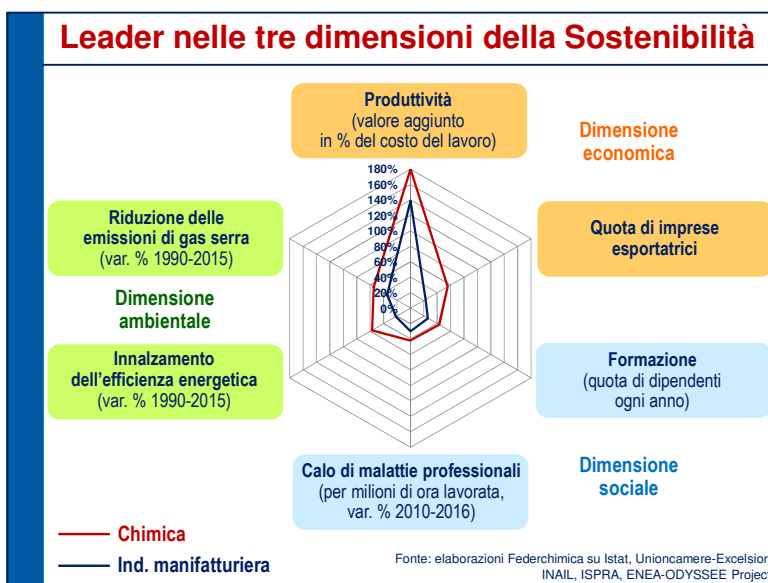 Leader nelle tre dimensioni della Sostenibilità
Produttività
(valore aggiunto
in % del costo del lavoro)
Dimensione
economica
180%
160%
140%
120%
100%
80%
60%
40%
20%
0%
Riduzione delle
emissioni di gas serra
(var. % 1990-2015)
Quota di imprese
esportatrici
Dimensione
ambientale
Innalzamento
dell'efficienza energetica
(var. % 1990-2015)
Formazione
(quota di dipendenti
ogni anno)
Calo di malattie professionali
(per milioni di ora lavorata,
var. % 2010-2016)
Dimensione
sociale
Chimica
Ind. manifatturiera
Fonte: elaborazioni Federchimica su Istat, Unioncamere-Excelsior,
INAIL, ISPRA, ENEA-ODYSSEE Project